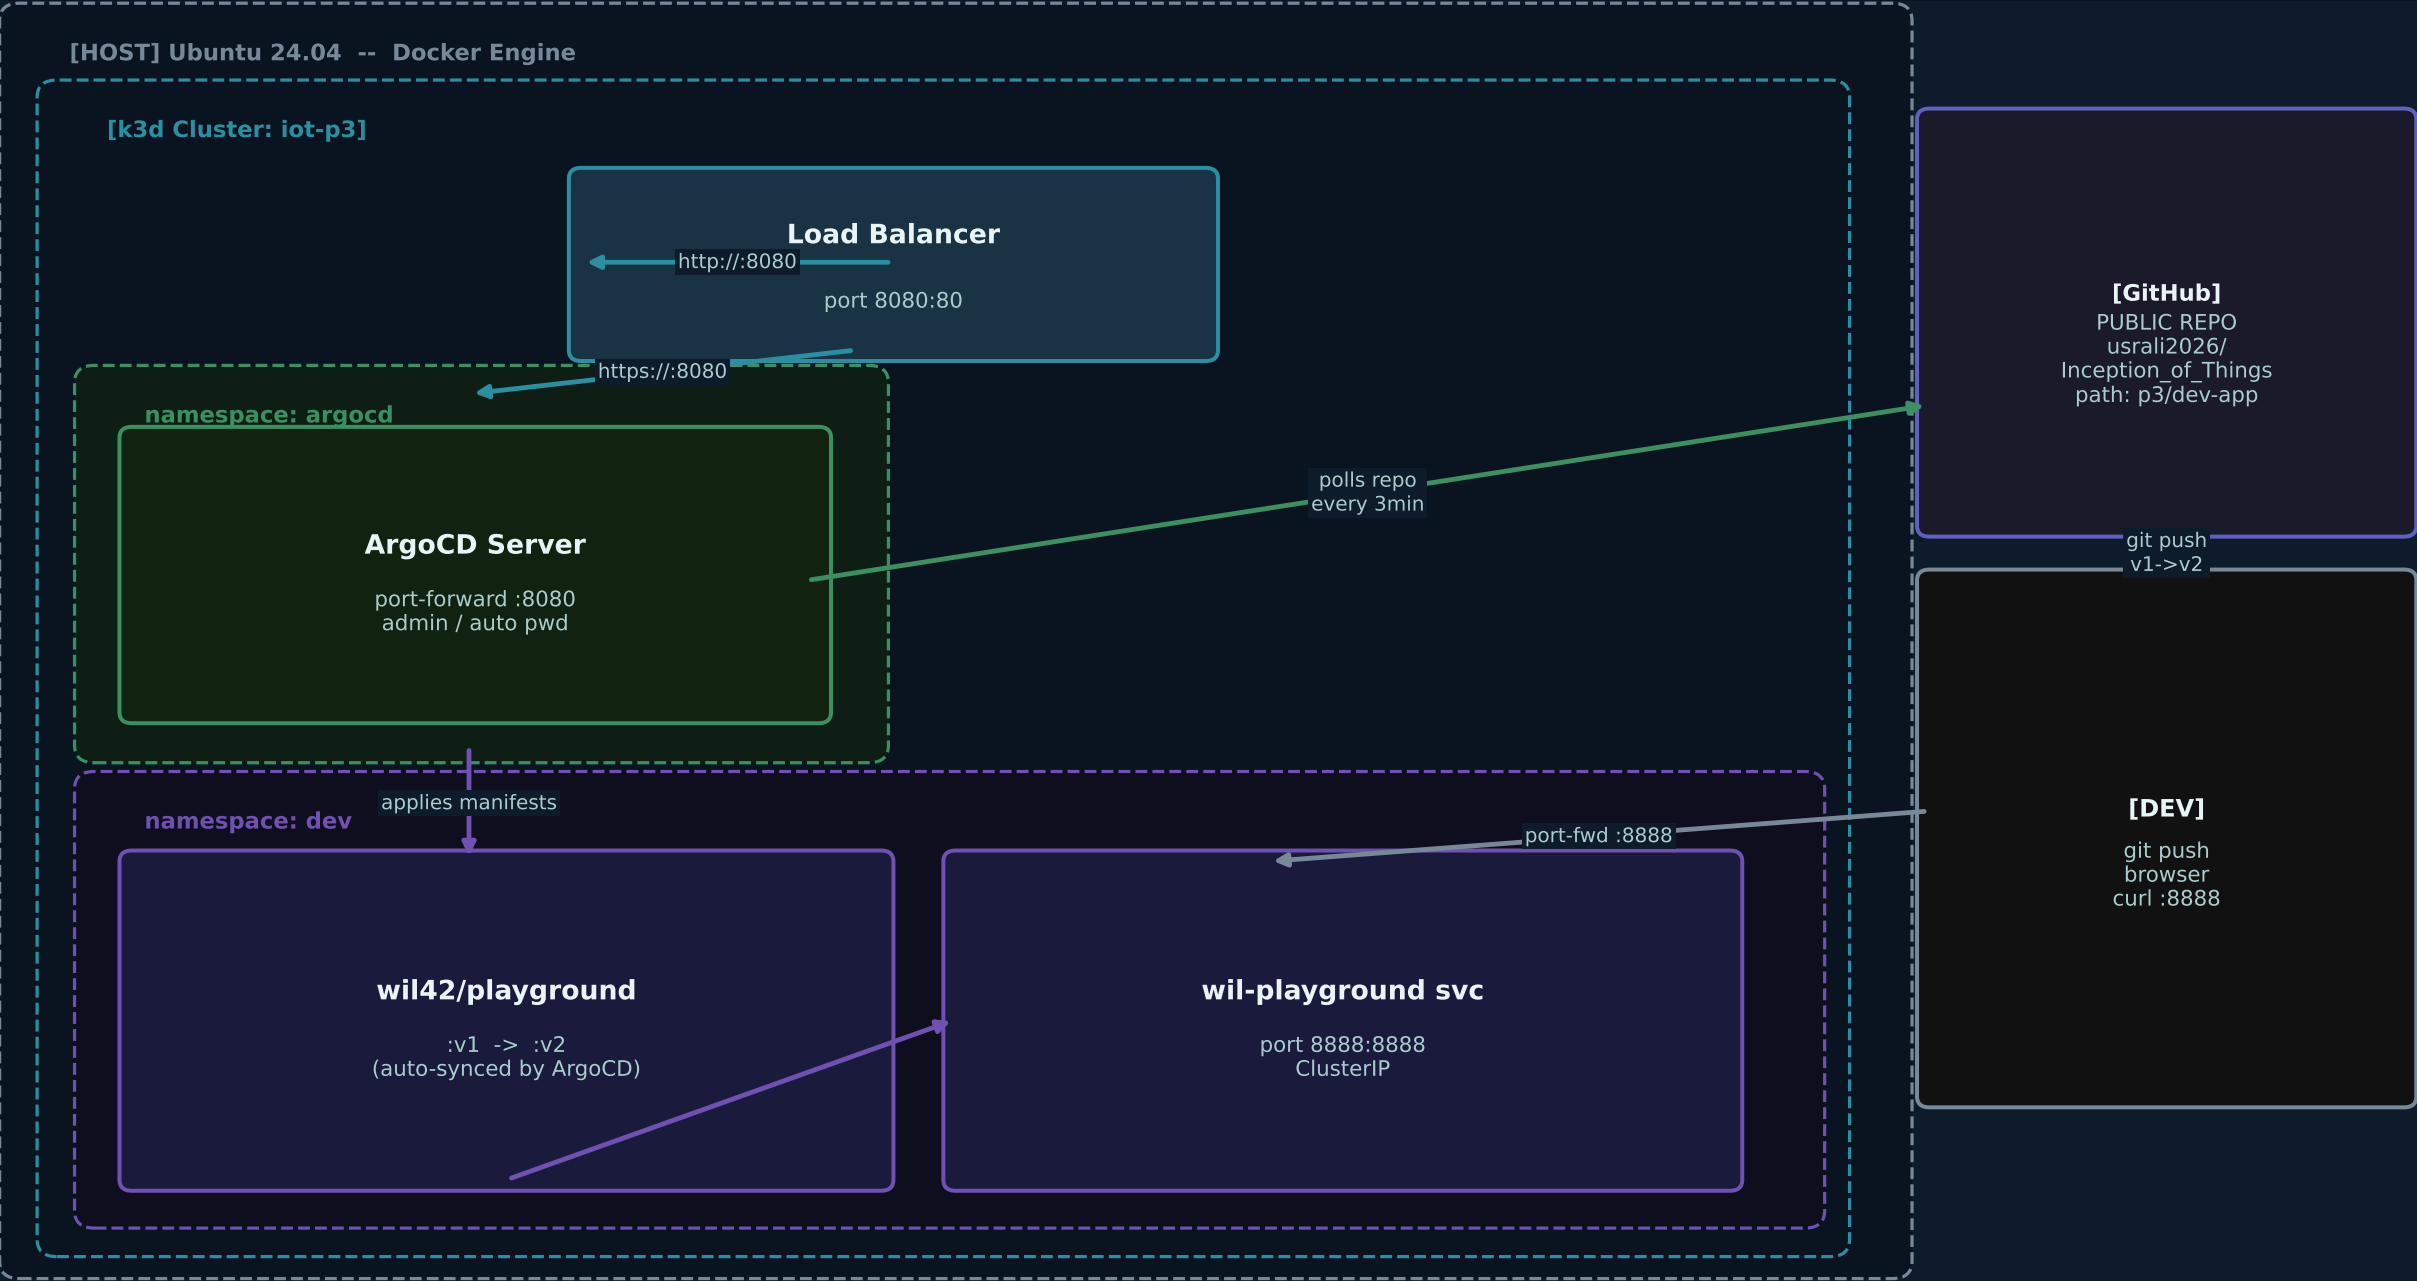 [HOST] Ubuntu 24.04  --  Docker Engine
[k3d Cluster: iot-p3]
Load Balancer
http://:8080
port 8080:80
https://:8080
namespace: argocd
ArgoCD Server
port-forward :8080
admin / auto pwd
polls repo
every 3min
[GitHub]
PUBLIC REPO
usrali2026/
Inception_of_Things
path: p3/dev-app
git push
v1->v2
[DEV]
git push
browser
curl :8888
applies manifests
namespace: dev
port-fwd :8888
wil42/playground
:v1  ->  :v2
(auto-synced by ArgoCD)
wil-playground svc
port 8888:8888
ClusterIP